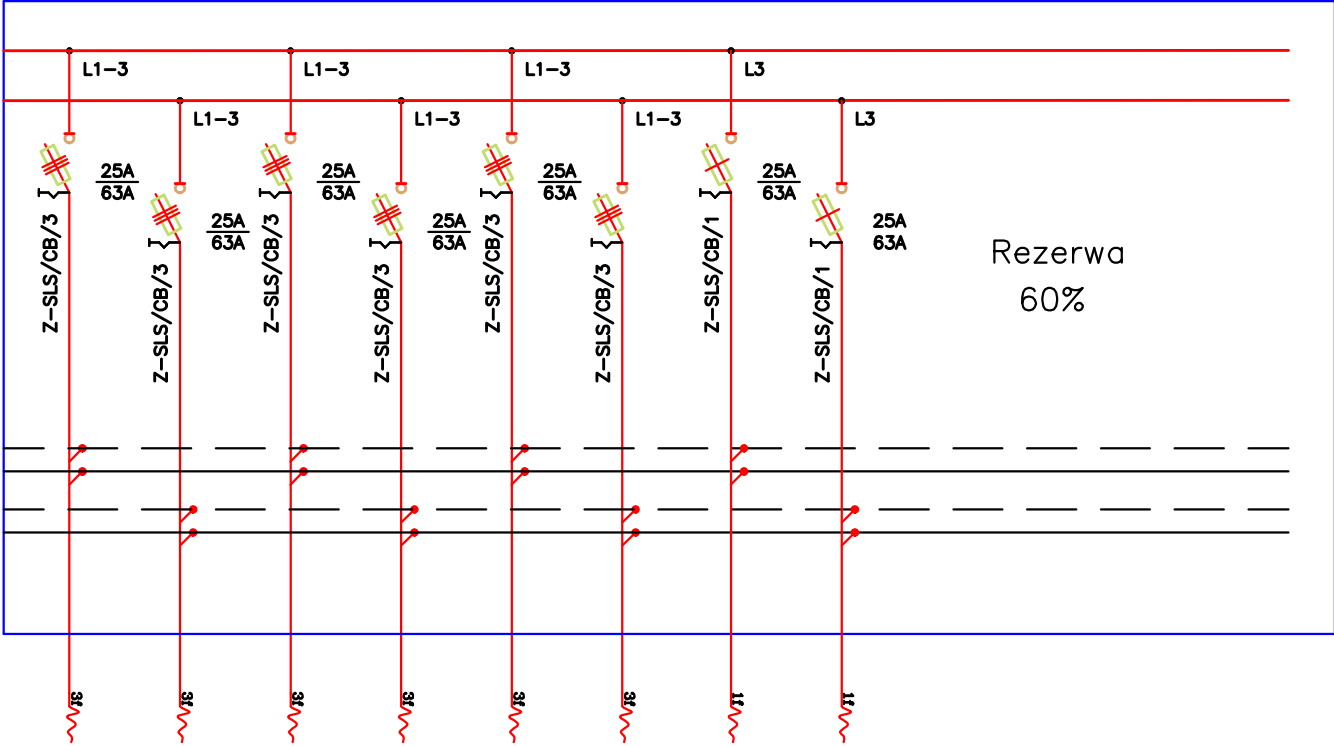 L1-3
L1-3
L1-3
L3
L1-3
L1-3
L1-3
L3
25A
63A
25A
63A
25A
63A
25A
63A
25A
63A
25A
63A
25A
63A
Z-SLS/CB/3
Z-SLS/CB/3
Z-SLS/CB/3
Z-SLS/CB/3
Z-SLS/CB/3
Z-SLS/CB/3
Z-SLS/CB/1
Z-SLS/CB/1
Rezerwa
60%
3f
3f
3f
3f
3f
3f
1f
1f